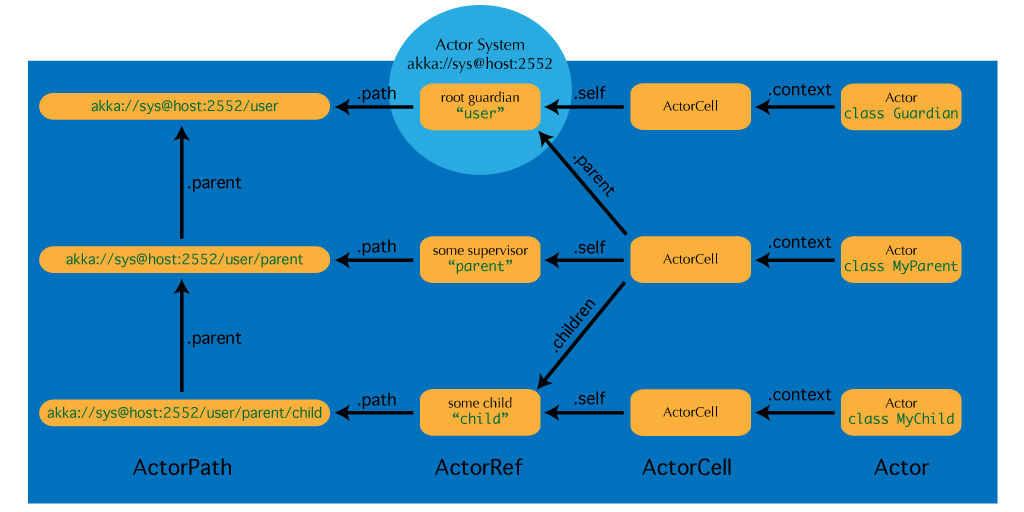 Actor System
akka://sys@host:2552
akka://sys@host:2552/user
.path
root guardian
“user”
.self
ActorCell
.context
Actor
class Guardian
.parent
.parent
akka://sys@host:2552/user/parent
.path
some supervisor
“parent”
.self
ActorCell
.context
Actor
class MyParent
.parent
.children
akka://sys@host:2552/user/parent/child
.path
some child
“child”
.self
ActorCell
.context
Actor
class MyChild
ActorPath
ActorRef
ActorCell
Actor